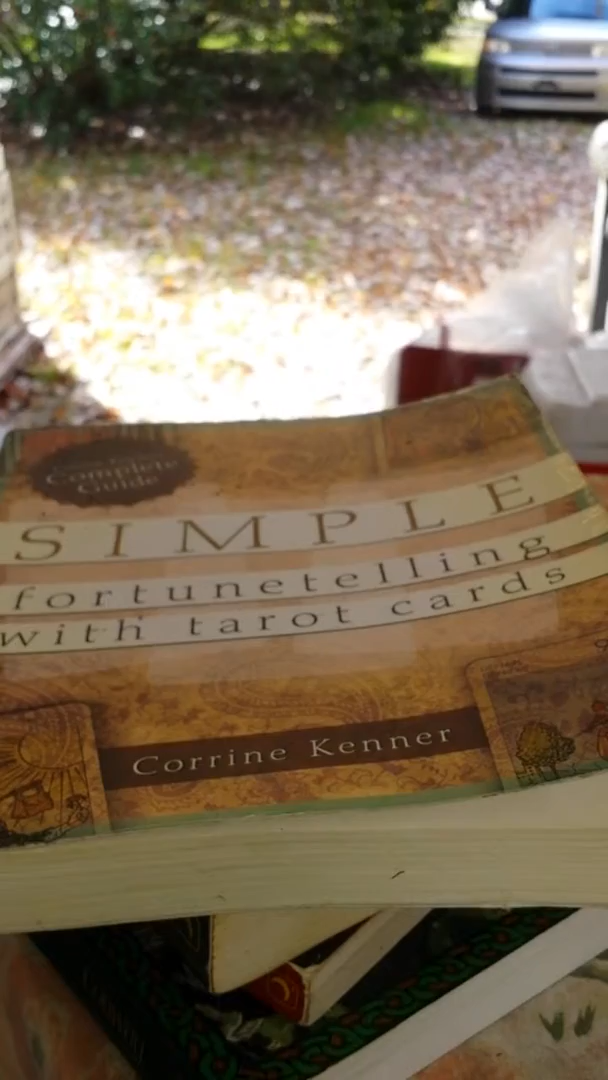 Complete
Guide
SIMPLE
fortunetelling
with tarot cards
Corrine Kenner